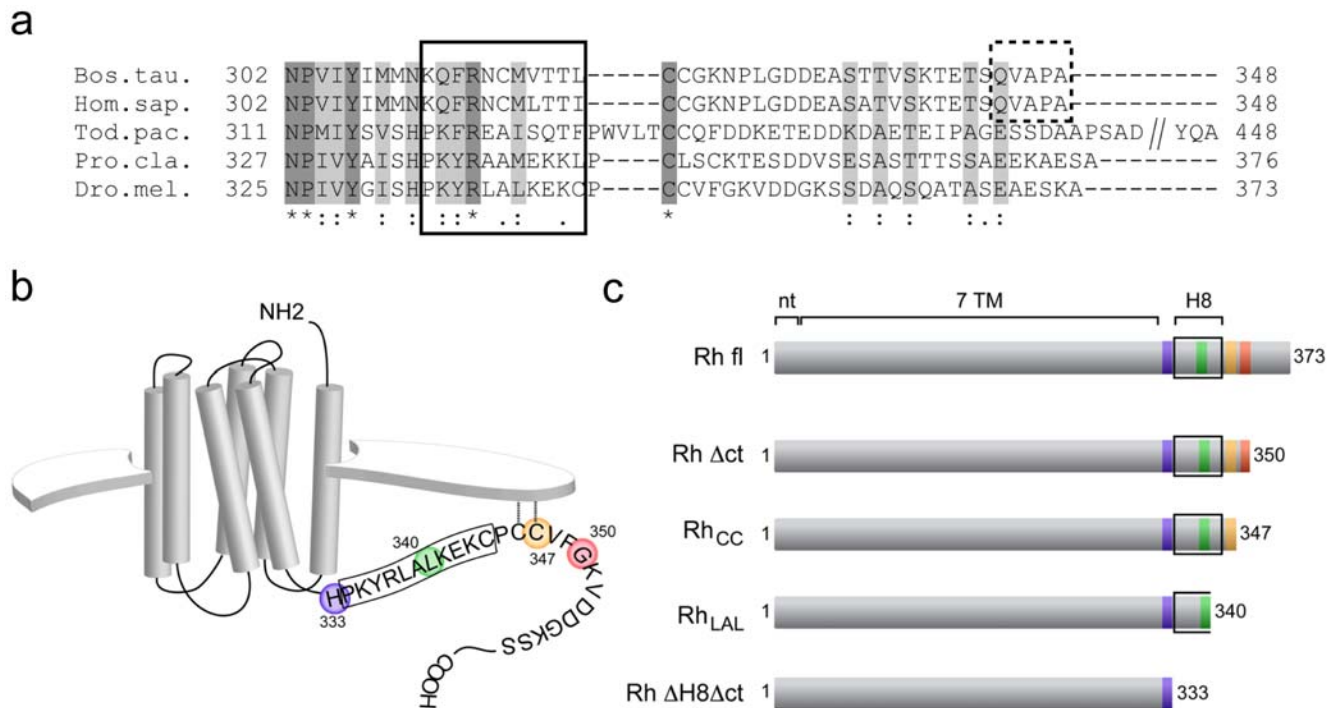 a
Bos.tau. 302 NPVIYIMMNKQFRNCMVTTL-----CCGKNPLGDDEASTTVSKTETSQVAPA---------- 348
Hom.sap. 302 NPVIYIMMNKQFRNCMLTTI-----CCGKNPLGDDEASATVSKTETSQVAPA---------- 348
Tod.pac. 311 NPMIYSVSHPKFREAISQTFPWVLTCCQFDDKETEDDKDAETEIPAGESSDAAPSAD // YQA 448
Pro.cla. 327 NPIVYAISHPKYRAAMEKKLP----CLSCKTESDDVSESASTTTSSAEEKAESA-------- 376
Dro.mel. 325 NPIVYGISHPKYRLALKEKCP----CCVFGKVDDGKSSDAQSQATASEAESKA--------- 373
**::* : : ::* .: . * : : : :.:
b
NH2
HPKYRLALKEKCPCCVFGKVDDGKSS
COOH
333
340
347
350
c
nt 7 TM H8
Rh fl 1 373
Rh Δct 1 350
RhCC 1 347
RhLAL 1 340
Rh ΔH8Δct 1 333